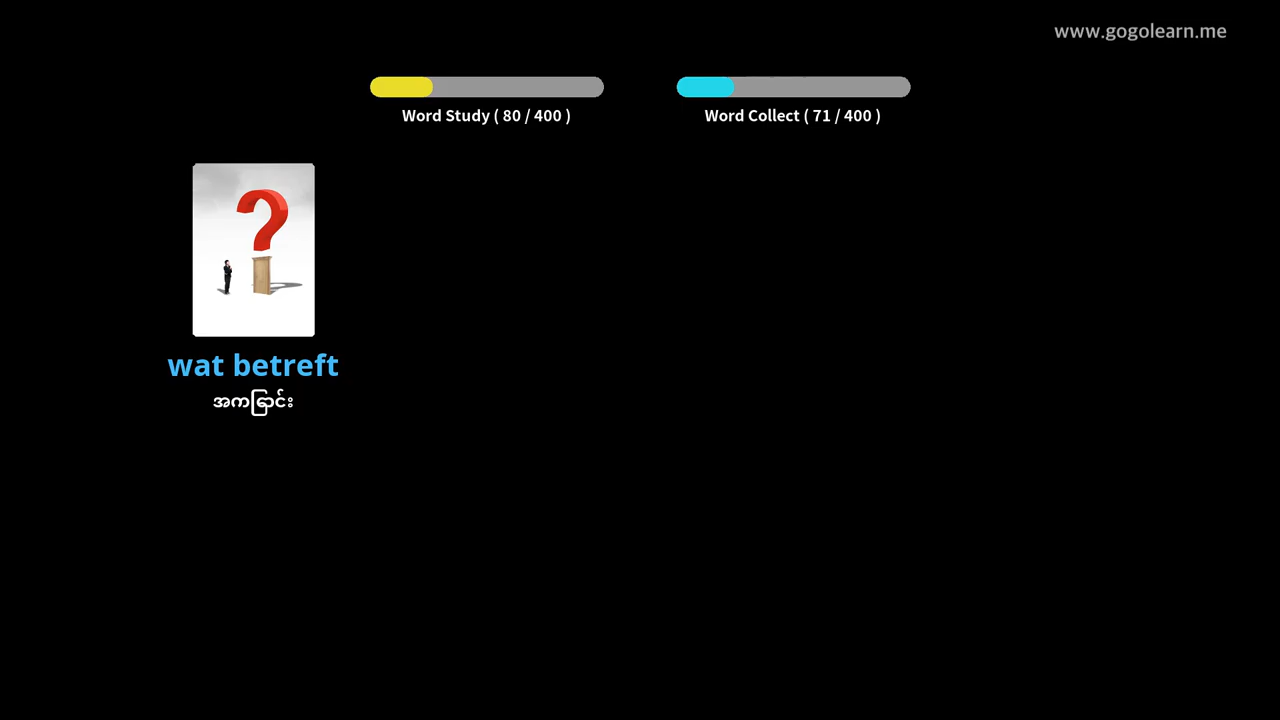 www.gogolearn.me
Word Study ( 80 / 400 )
Word Collect ( 71 / 400 )
wat betreft
အကြောင်း